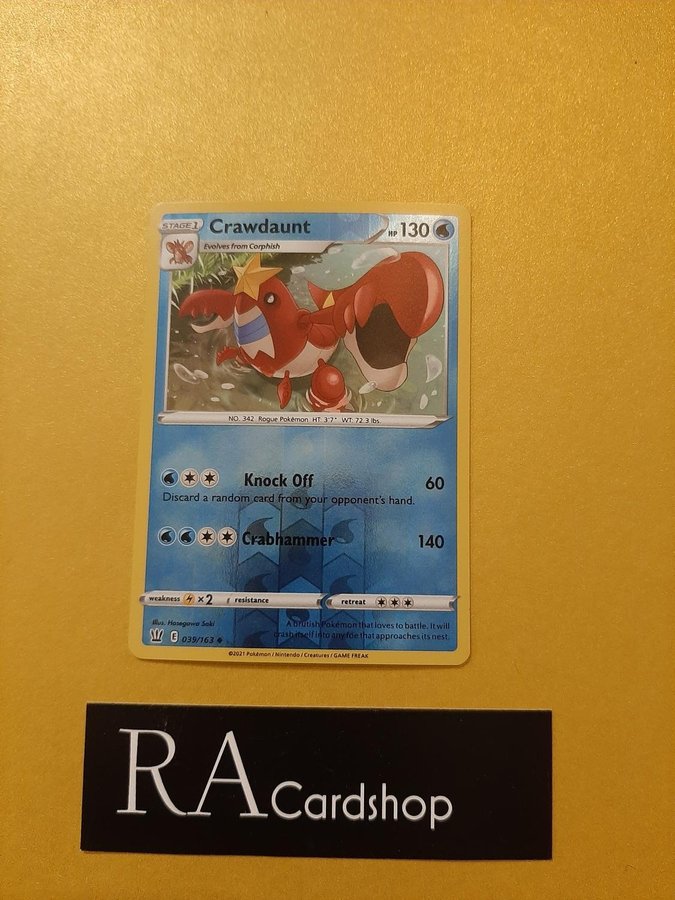 STAGE 1 Crawdaunt HP 130
Evolves from Corphish
NO. 342 Rogue Pokémon HT: 3'7" WT: 72.3 lbs.
Knock Off 60
Discard a random card from your opponent's hand.
Crabhammer 140
weakness ×2 resistance retreat
Illus. Hasegawa Saki
A brutish Pokémon that loves to battle. It will
crash itself into any foe that approaches its nest.
E 039/163
©2021 Pokémon / Nintendo / Creatures / GAME FREAK
RA Cardshop